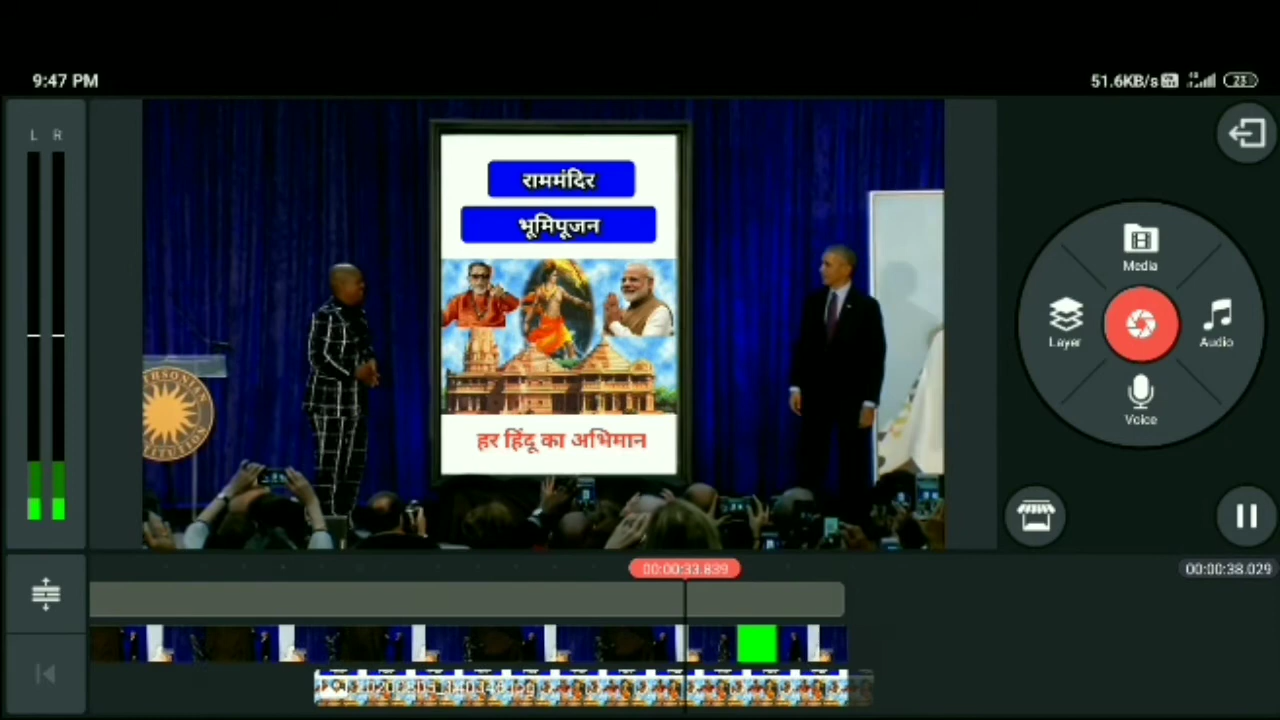 9:47 PM
51.6KB/s
23
L R
राममंदिर
भूमिपूजन
हर हिंदू का अभिमान
Media
Layer
Audio
Voice
00:00:33.839
00:00:38.029